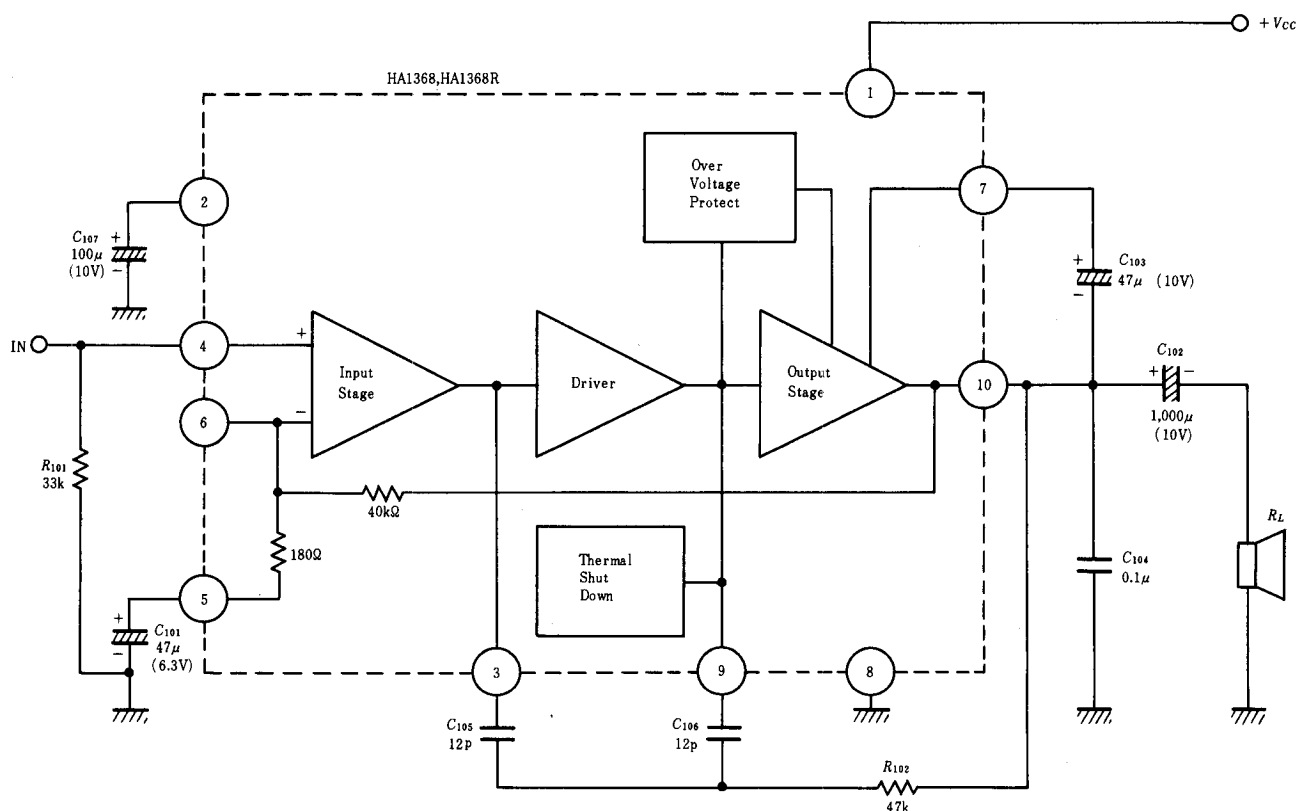 + Vcc
HA1368,HA1368R
1
Over
Voltage
Protect
7
2
C107
+
100μ
(10V)
-
C103
+
47μ (10V)
-
IN
4
+
Input
Stage
-
Driver
Output
Stage
10
C102
+ -
1,000μ
(10V)
6
R101
33k
40kΩ
180Ω
Thermal
Shut
Down
RL
C104
0.1μ
5
+
C101
47μ
(6.3V)
-
3
9
8
C105
12p
C106
12p
R102
47k